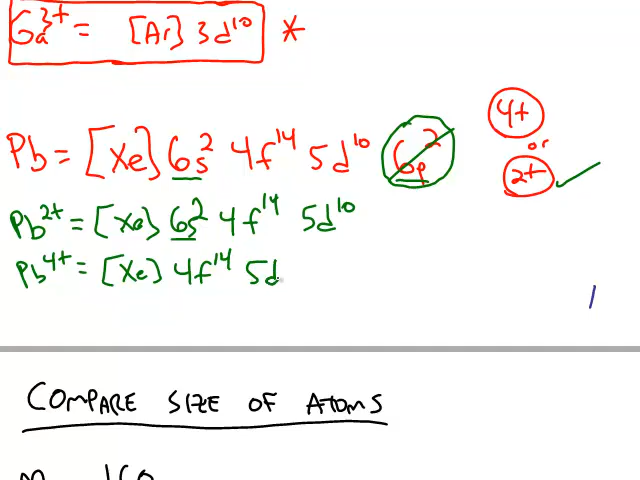 Ga³⁺ = [Ar] 3d¹⁰ *
4+
or
Pb = [Xe] 6s² 4f¹⁴ 5d¹⁰ 6p²
2+ ✓
Pb²⁺ = [Xe] 6s² 4f¹⁴ 5d¹⁰
Pb⁴⁺ = [Xe] 4f¹⁴ 5d
COMPARE SIZE OF ATOMS